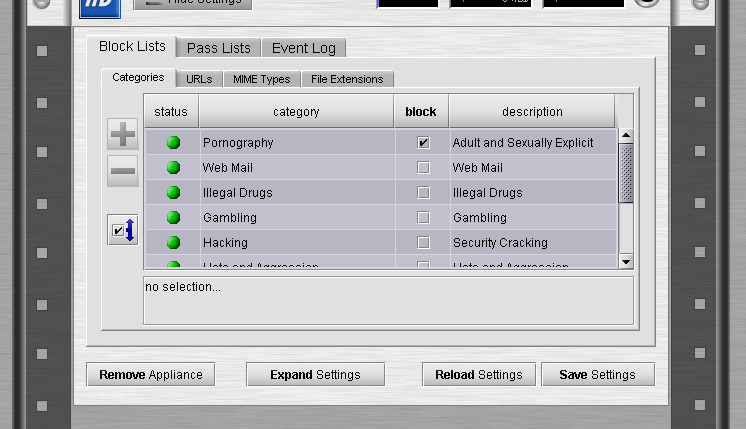 Hide Settings
Block Lists Pass Lists Event Log
Categories URLs MIME Types File Extensions
status category block description
Pornography Adult and Sexually Explicit
Web Mail Web Mail
Illegal Drugs Illegal Drugs
Gambling Gambling
Hacking Security Cracking
no selection...
Remove Appliance Expand Settings Reload Settings Save Settings